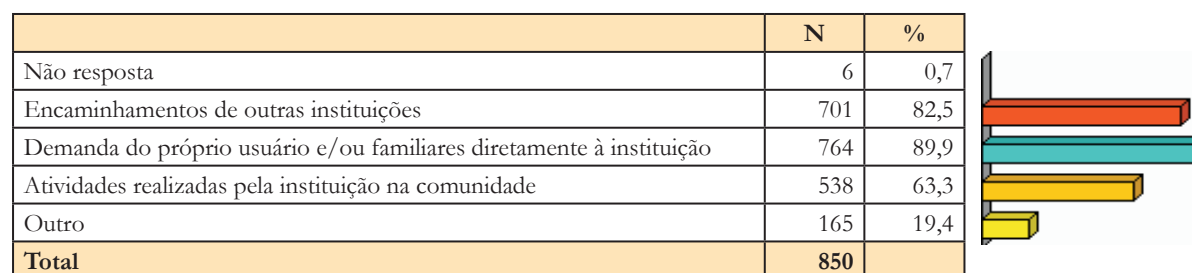 N %
Não resposta 6 0,7
Encaminhamentos de outras instituições 701 82,5
Demanda do próprio usuário e/ou familiares diretamente à instituição 764 89,9
Atividades realizadas pela instituição na comunidade 538 63,3
Outro 165 19,4
Total 850